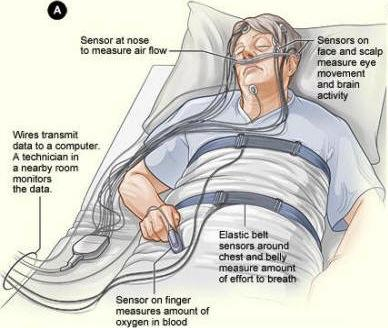 A
Sensor at nose
to measure air flow
Sensors on
face and scalp
measure eye
movement
and brain
activity
Wires transmit
data to a computer.
A technician in
a nearby room
monitors
the data.
Elastic belt
sensors around
chest and belly
measure amount
of effort to breath
Sensor on finger
measures amount of
oxygen in blood